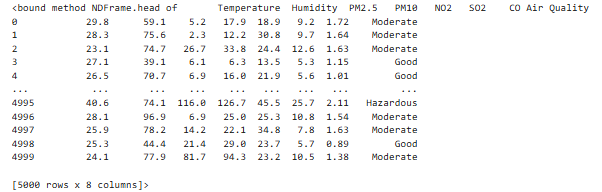 <bound method NDFrame.head of       Temperature  Humidity  PM2.5   PM10   NO2   SO2    CO Air Quality
0            29.8      59.1    5.2   17.9  18.9   9.2  1.72    Moderate
1            28.3      75.6    2.3   12.2  30.8   9.7  1.64    Moderate
2            23.1      74.7   26.7   33.8  24.4  12.6  1.63    Moderate
3            27.1      39.1    6.1    6.3  13.5   5.3  1.15        Good
4            26.5      70.7    6.9   16.0  21.9   5.6  1.01        Good
...           ...       ...    ...    ...   ...   ...   ...         ...
4995         40.6      74.1  116.0  126.7  45.5  25.7  2.11   Hazardous
4996         28.1      96.9    6.9   25.0  25.3  10.8  1.54    Moderate
4997         25.9      78.2   14.2   22.1  34.8   7.8  1.63    Moderate
4998         25.3      44.4   21.4   29.0  23.7   5.7  0.89        Good
4999         24.1      77.9   81.7   94.3  23.2  10.5  1.38    Moderate
[5000 rows x 8 columns]>